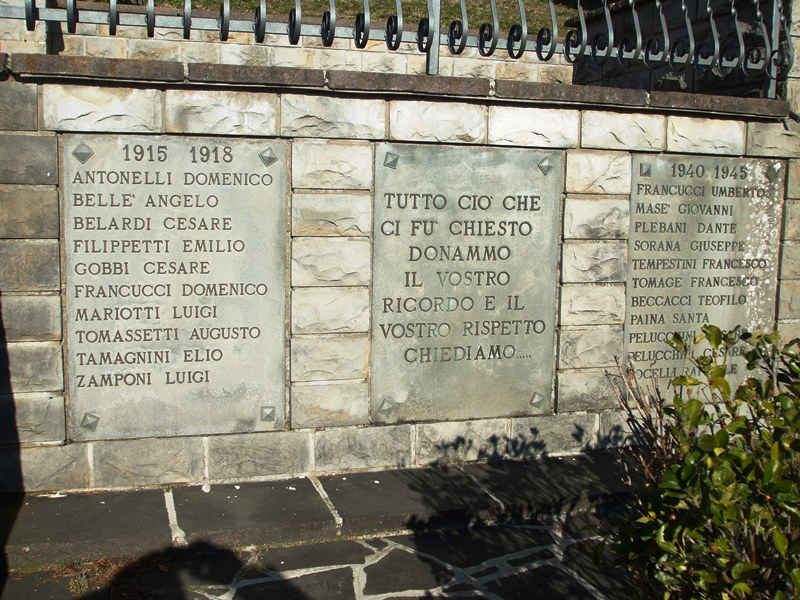 1915 1918
ANTONELLI DOMENICO
BELLE' ANGELO
BELARDI CESARE
FILIPPETTI EMILIO
GOBBI CESARE
FRANCUCCI DOMENICO
MARIOTTI LUIGI
TOMASSETTI AUGUSTO
TAMAGNINI ELIO
ZAMPONI LUIGI
TUTTO CIO' CHE
CI FU' CHIESTO
DONAMMO
IL VOSTRO
RICORDO E IL
VOSTRO RISPETTO
CHIEDIAMO.....
1940 1945
FRANCUCCI UMBERTO
MASE' GIOVANNI
PLEBANI DANTE
SORANA GIUSEPPE
TEMPESTINI FRANCESCO
TOMAGE FRANCESCO
BECCACCI TEOFILO
PAINA SANTA
CESARE